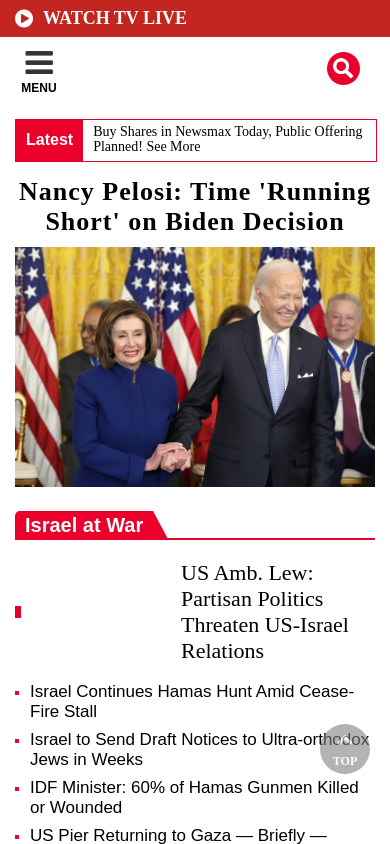 WATCH TV LIVE
MENU
Latest
Buy Shares in Newsmax Today, Public Offering
Planned! See More
Nancy Pelosi: Time 'Running
Short' on Biden Decision
Israel at War
US Amb. Lew:
Partisan Politics
Threaten US-Israel
Relations
Israel Continues Hamas Hunt Amid Cease-
Fire Stall
Israel to Send Draft Notices to Ultra-orthodox
Jews in Weeks
TOP
IDF Minister: 60% of Hamas Gunmen Killed
or Wounded
US Pier Returning to Gaza — Briefly —